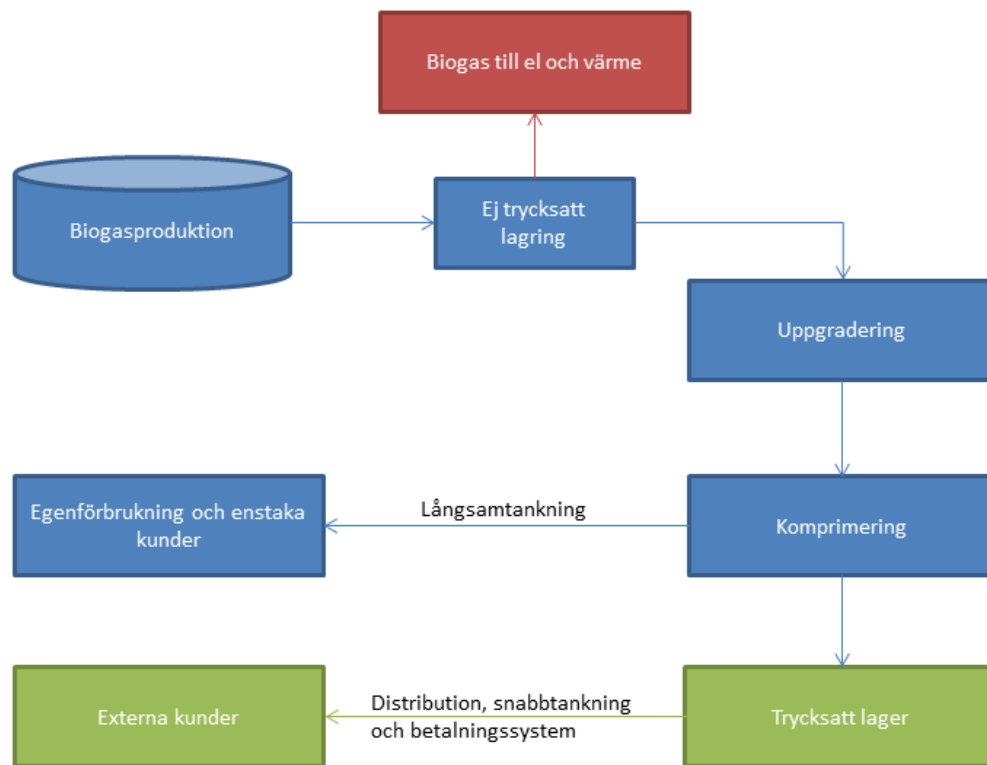 Biogas till el och värme
Biogasproduktion
Ej trycksatt
lagring
Uppgradering
Egenförbrukning och enstaka
kunder
Långsamtankning
Komprimering
Externa kunder
Distribution, snabbtankning
och betalningssystem
Trycksatt lager